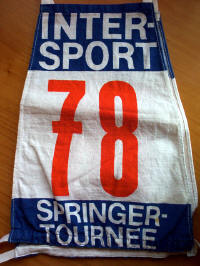 INTER-
SPORT
78
SPRINGER-
TOURNEE